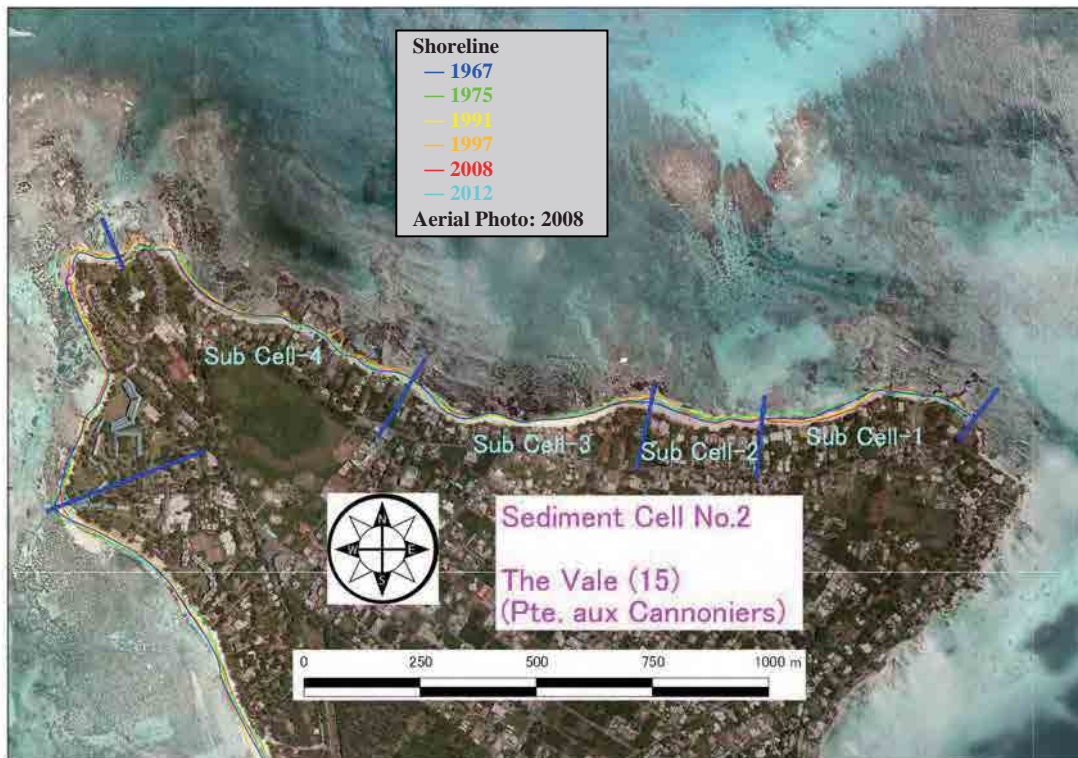 Shoreline
— 1967
— 1975
— 1991
— 1997
— 2008
— 2012
Aerial Photo: 2008
Sub Cell-4
Sub Cell-3
Sub Cell-2
Sub Cell-1
N
W E
S
Sediment Cell No.2
The Vale (15)
(Pte. aux Cannoniers)
0 250 500 750 1000 m